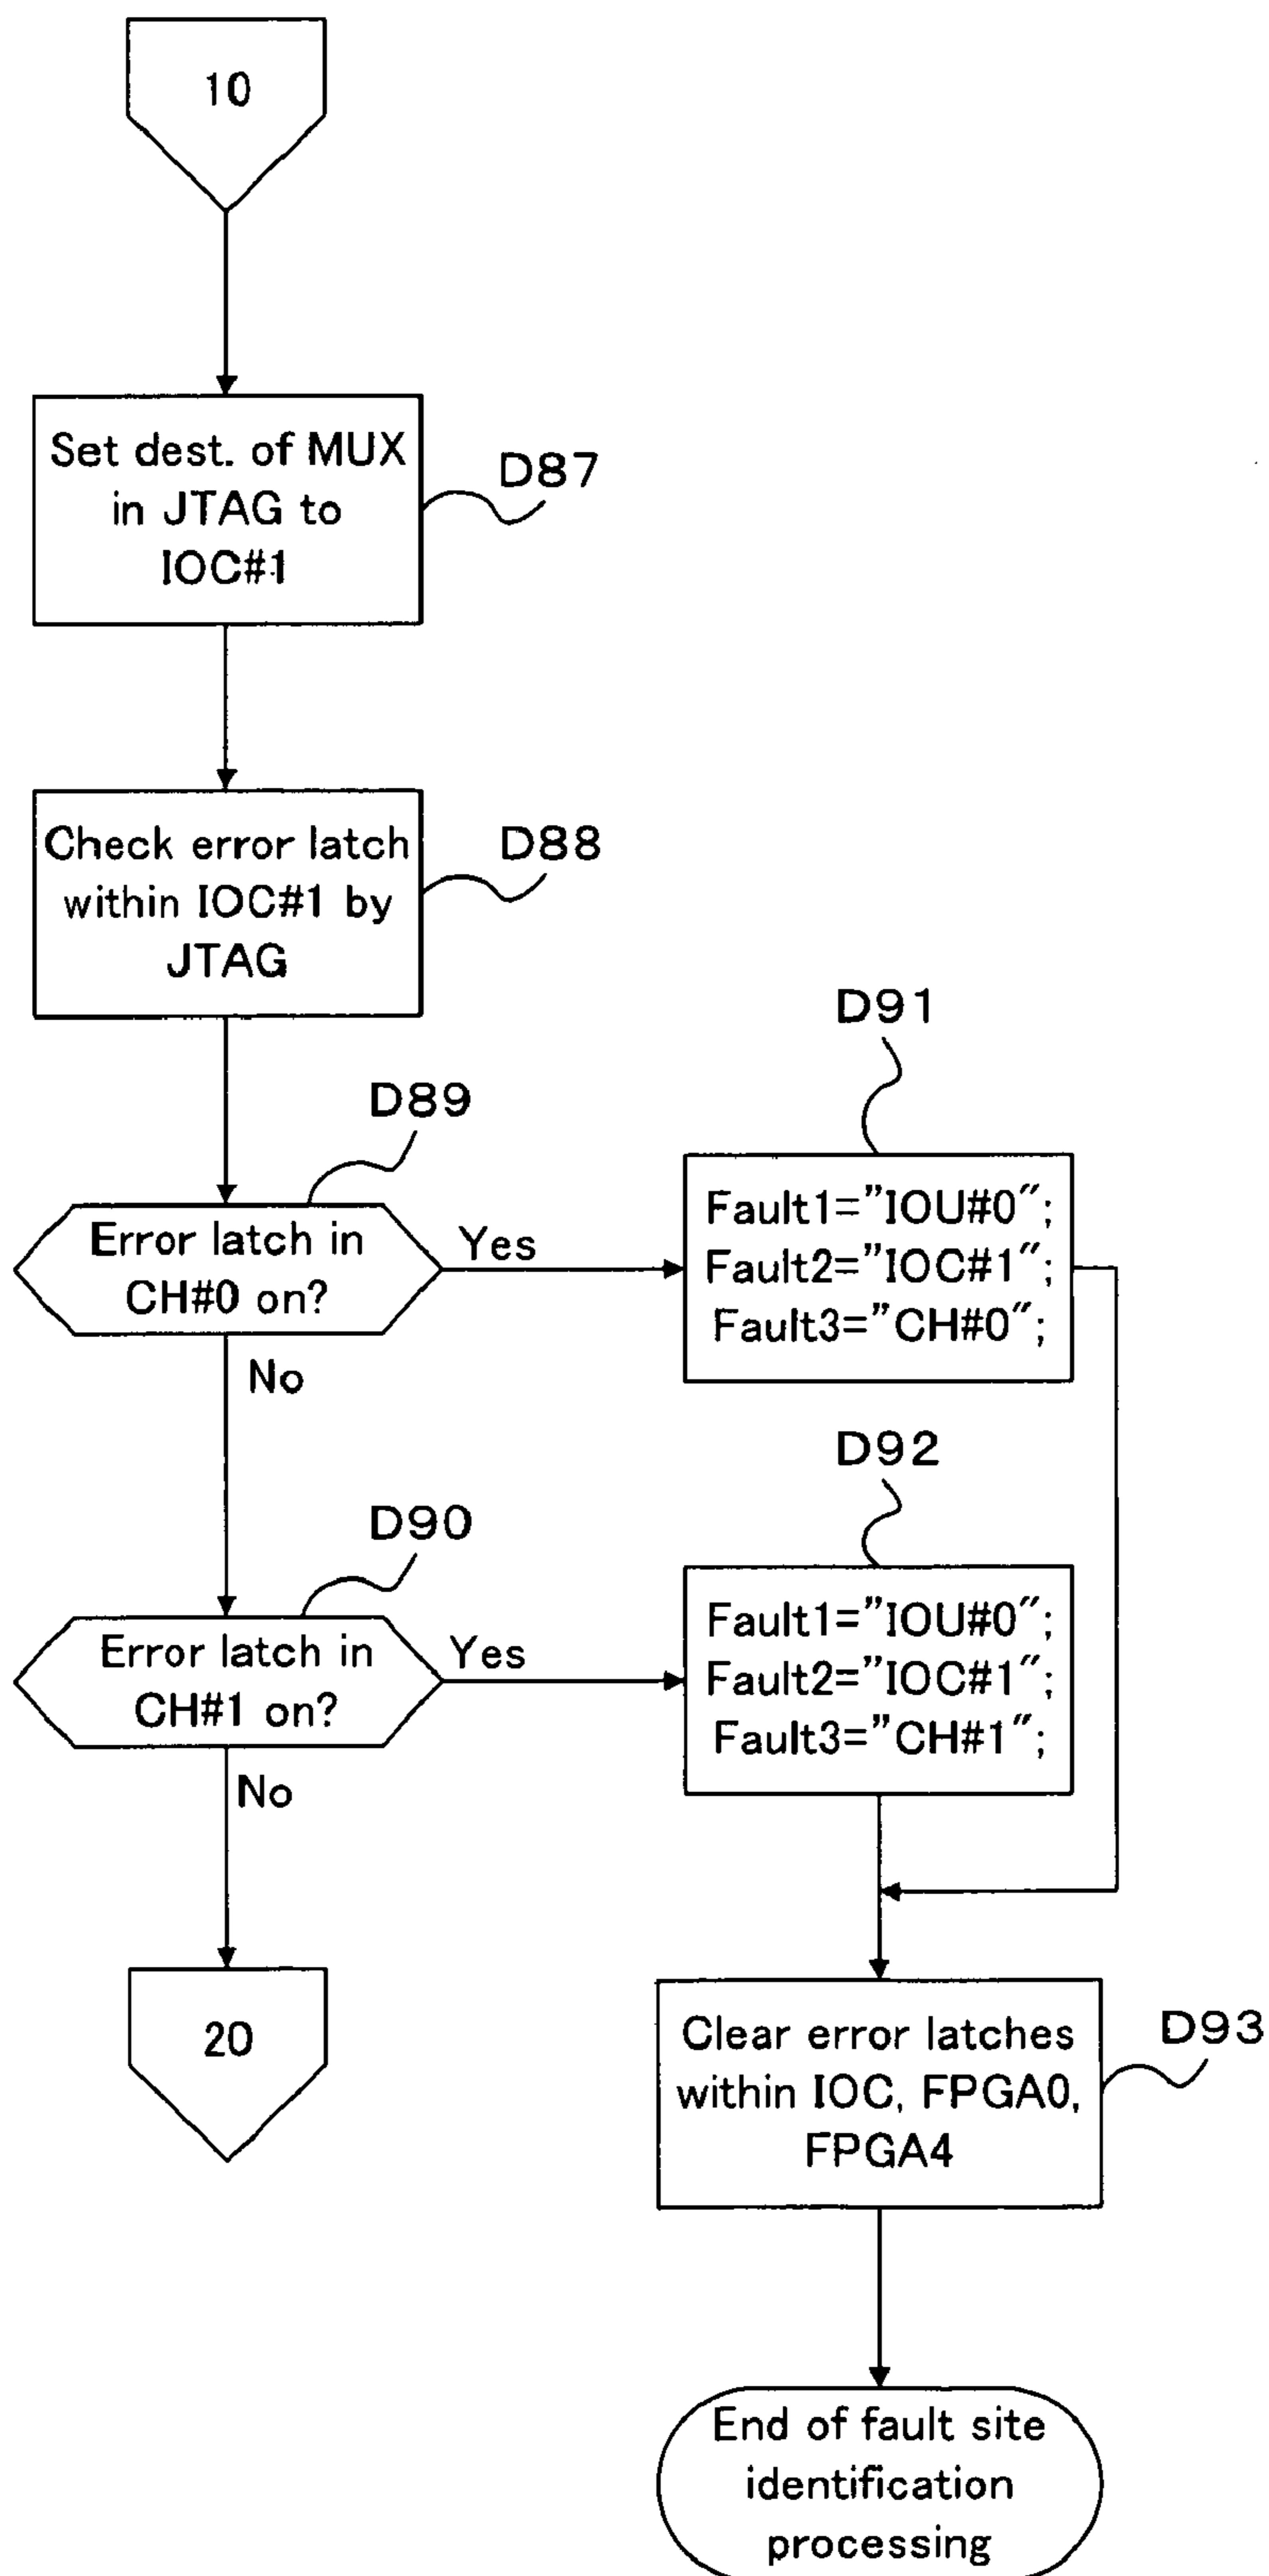 10
Set dest. of MUX
in JTAG to
IOC#1
D87
Check error latch
within IOC#1 by
JTAG
D88
D89
Error latch in
CH#0 on?
Yes
No
D91
Fault1="IOU#0";
Fault2="IOC#1";
Fault3="CH#0";
D90
Error latch in
CH#1 on?
Yes
No
D92
Fault1="IOU#0";
Fault2="IOC#1";
Fault3="CH#1";
20
Clear error latches
within IOC, FPGA0,
FPGA4
D93
End of fault site
identification
processing